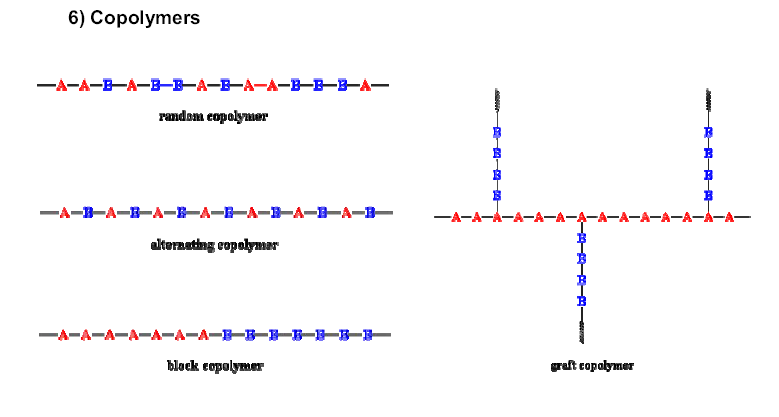 6) Copolymers
A A B A B B A B A A B B B A
random copolymer
A B A B A B A B A B A B A B
alternating copolymer
A A A A A A A B B B B B B B
block copolymer
B B
B B
B B
B B
A A A A A A A A A A A A A A
B
B
B
B
graft copolymer